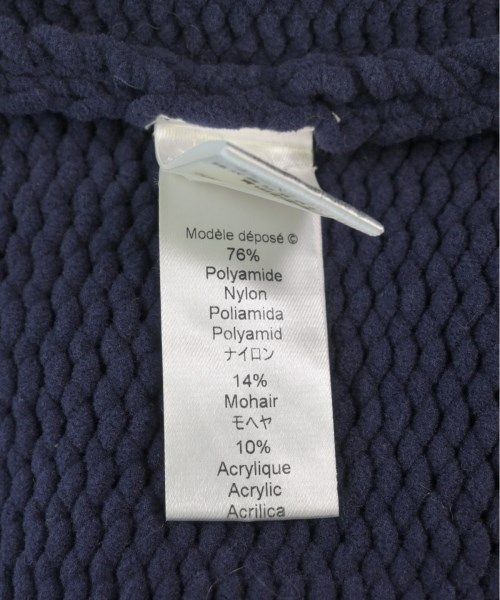 Modèle déposé ©
76%
Polyamide
Nylon
Poliamida
Polyamid
ナイロン
14%
Mohair
モヘヤ
10%
Acrylique
Acrylic
Acrilica